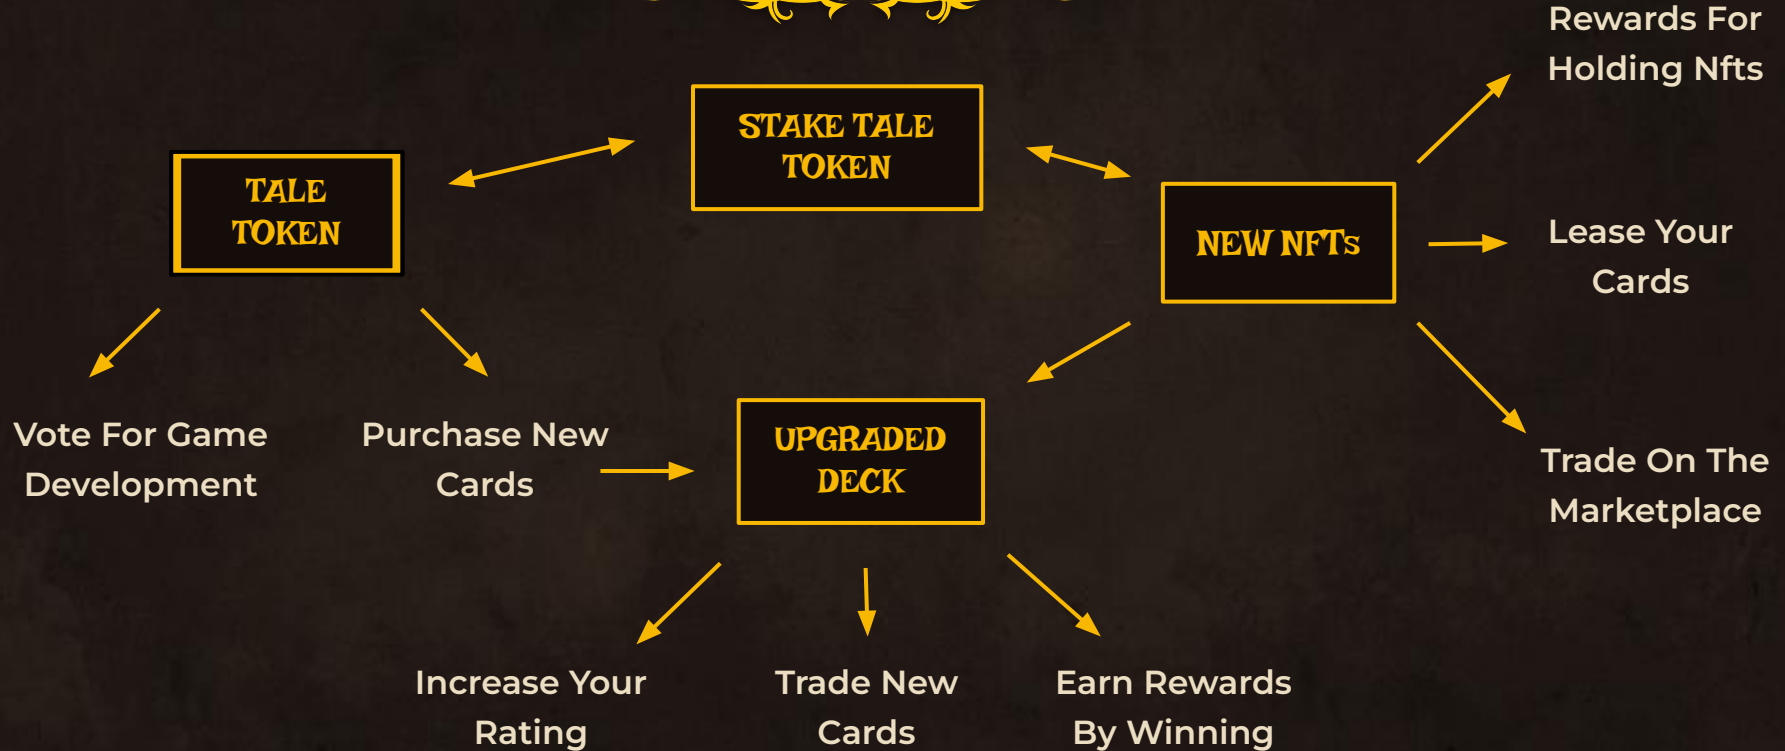 Rewards For
Holding Nfts
STAKE TALE
TOKEN
TALE
TOKEN
NEW NFTs
Lease Your
Cards
Vote For Game
Development
Purchase New
Cards
UPGRADED
DECK
Trade On The
Marketplace
Increase Your
Rating
Trade New
Cards
Earn Rewards
By Winning